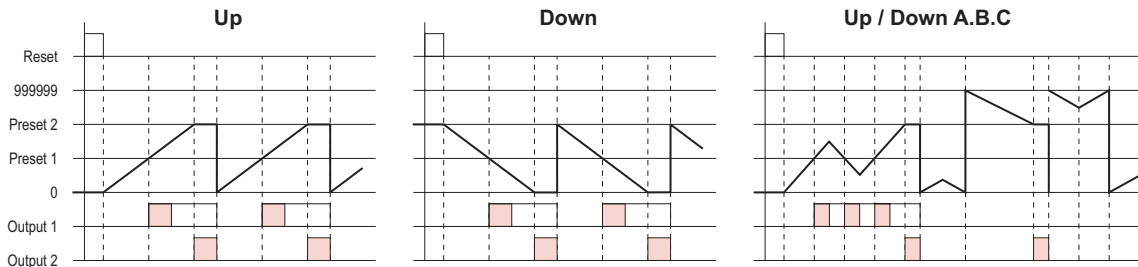 Up
Down
Up / Down A.B.C
Reset
999999
Preset 2
Preset 1
0
Output 1
Output 2